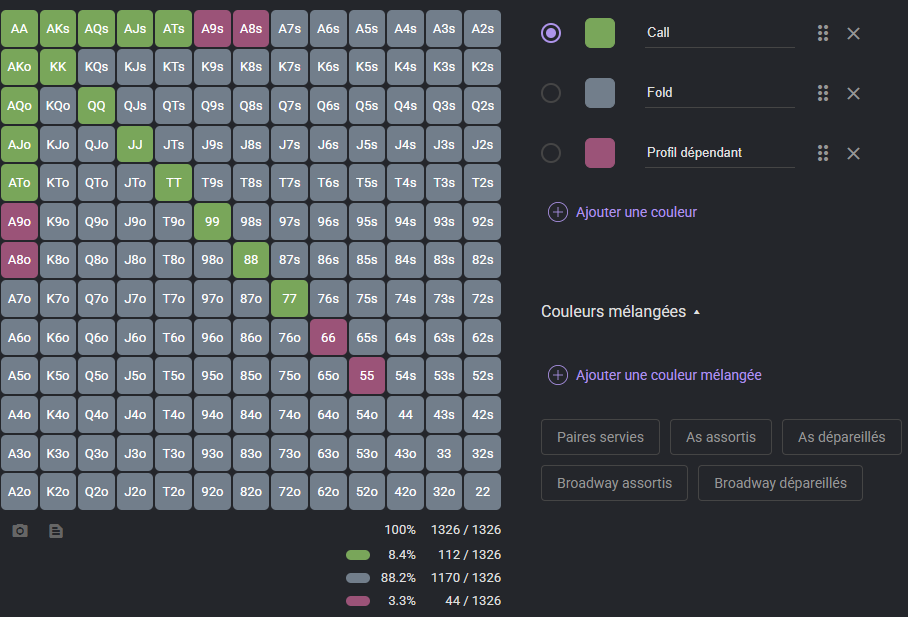 AA AKs AQs AJs ATs A9s A8s A7s A6s A5s A4s A3s A2s
AKo KK KQs KJs KTs K9s K8s K7s K6s K5s K4s K3s K2s
AQo KQo QQ QJs QTs Q9s Q8s Q7s Q6s Q5s Q4s Q3s Q2s
AJo KJo QJo JJ JTs J9s J8s J7s J6s J5s J4s J3s J2s
ATo KTo QTo JTo TT T9s T8s T7s T6s T5s T4s T3s T2s
A9o K9o Q9o J9o T9o 99 98s 97s 96s 95s 94s 93s 92s
A8o K8o Q8o J8o T8o 98o 88 87s 86s 85s 84s 83s 82s
A7o K7o Q7o J7o T7o 97o 87o 77 76s 75s 74s 73s 72s
A6o K6o Q6o J6o T6o 96o 86o 76o 66 65s 64s 63s 62s
A5o K5o Q5o J5o T5o 95o 85o 75o 65o 55 54s 53s 52s
A4o K4o Q4o J4o T4o 94o 84o 74o 64o 54o 44 43s 42s
A3o K3o Q3o J3o T3o 93o 83o 73o 63o 53o 43o 33 32s
A2o K2o Q2o J2o T2o 92o 82o 72o 62o 52o 42o 32o 22
100% 1326 / 1326
8.4% 112 / 1326
88.2% 1170 / 1326
3.3% 44 / 1326
Call
Fold
Profil dépendant
Ajouter une couleur
Couleurs mélangées
Ajouter une couleur mélangée
Paires servies As assortis As dépareillés
Broadway assortis Broadway dépareillés